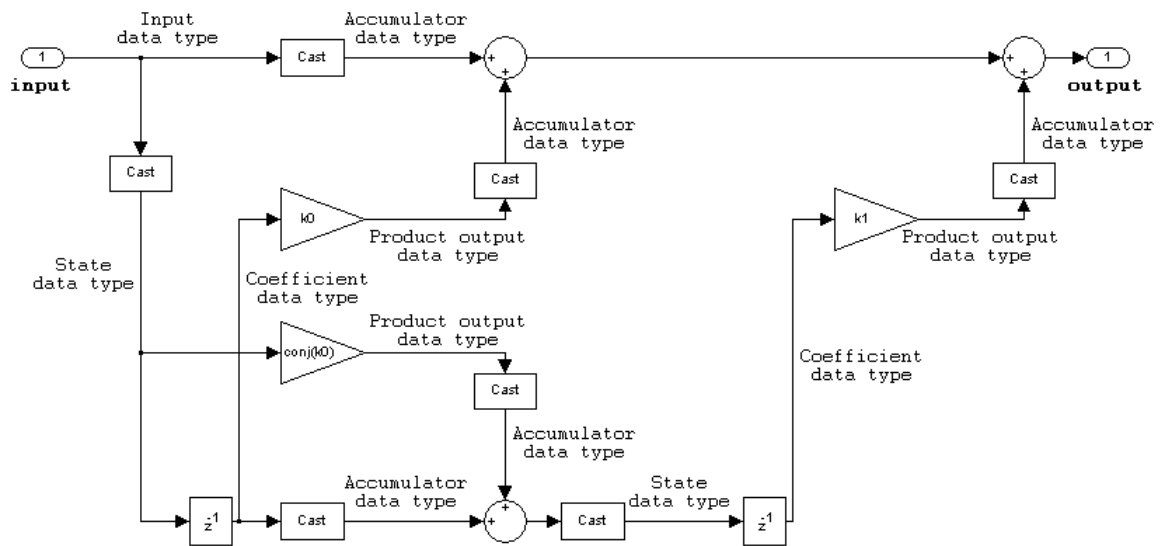 Input
data type
Accumulator
data type
1
input
Cast
+
+
+
+
1
output
Accumulator
data type
Accumulator
data type
Cast
Cast
Cast
k0
k1
Product output
data type
Product output
data type
State
data type
Coefficient
data type
Product output
data type
conj(k0)
Coefficient
data type
Cast
Accumulator
data type
Accumulator
data type
State
data type
z-1
Cast
+
+
Cast
z-1